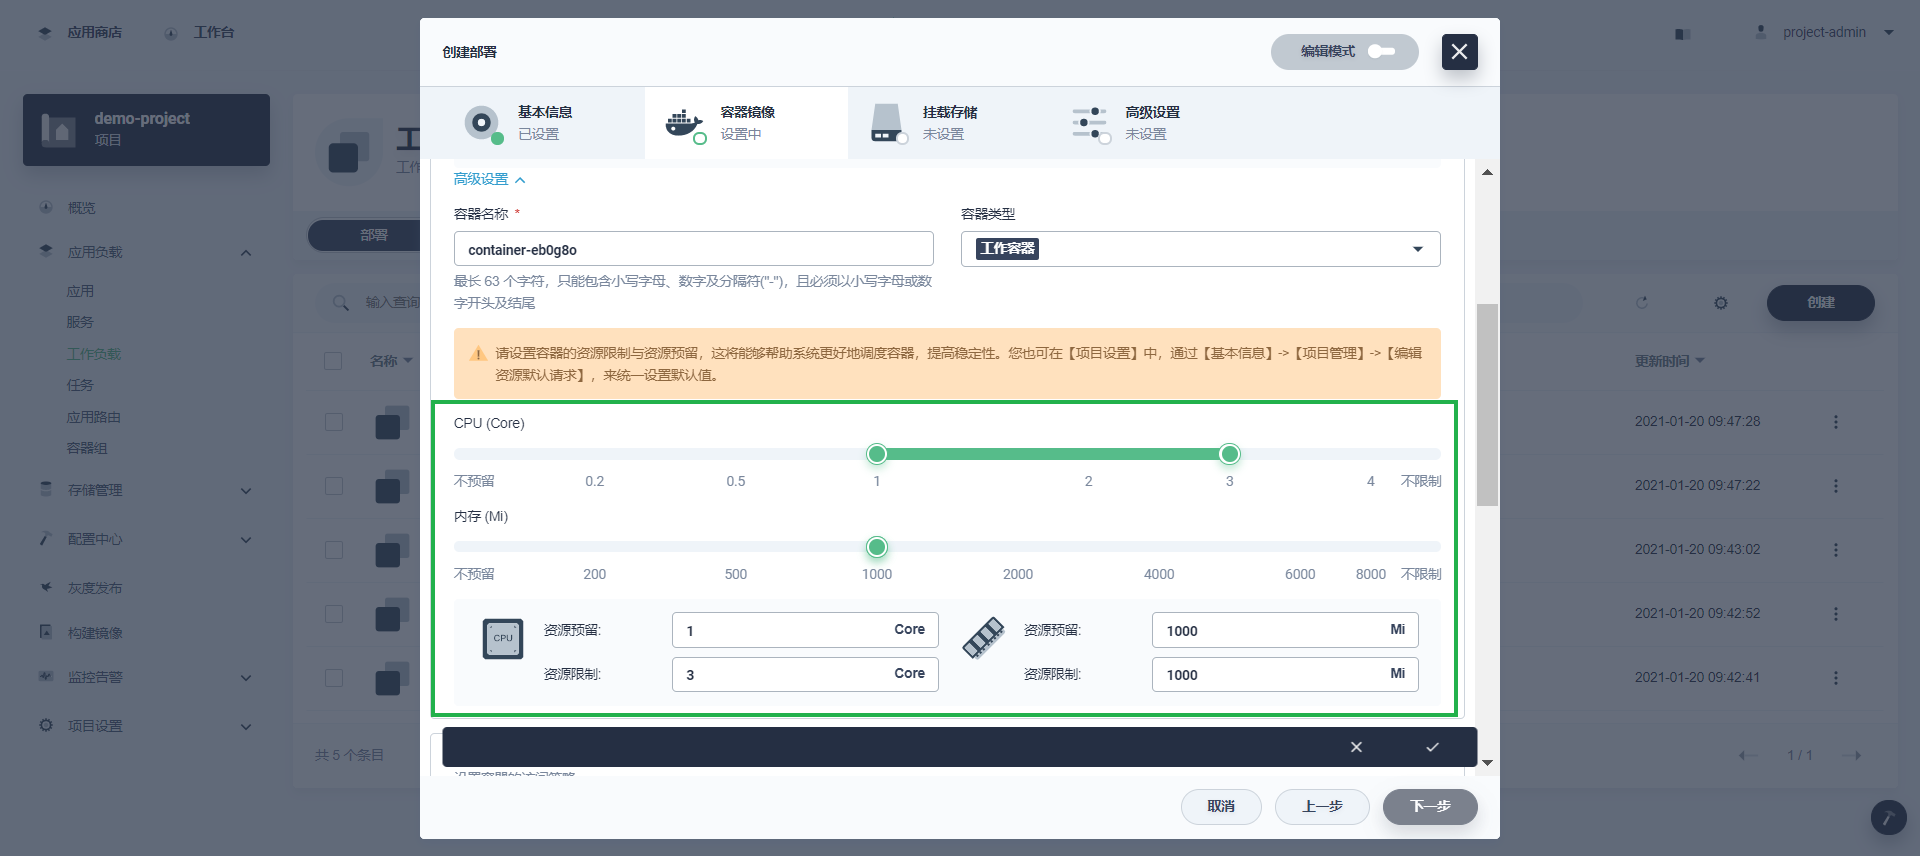 应用商店
工作台
project-admin
demo-project
项目
概览
应用负载
应用
服务
工作负载
任务
应用路由
容器组
存储管理
配置中心
灰度发布
构建镜像
监控告警
项目设置
工
工作
部署
输入查询
名称
共 5 个条目
创建部署
编辑模式
基本信息
已设置
容器镜像
设置中
挂载存储
未设置
高级设置
未设置
高级设置
容器名称 *
container-eb0g8o
最长 63 个字符，只能包含小写字母、数字及分隔符("-")，且必须以小写字母或数
字开头及结尾
容器类型
工作容器
请设置容器的资源限制与资源预留，这将能够帮助系统更好地调度容器，提高稳定性。您也可在【项目设置】中，通过【基本信息】->【项目管理】->【编辑
资源默认请求】，来统一设置默认值。
CPU (Core)
不预留 0.2 0.5 1 2 3 4 不限制
内存 (Mi)
不预留 200 500 1000 2000 4000 6000 8000 不限制
CPU
资源预留: 1 Core
资源限制: 3 Core
资源预留: 1000 Mi
资源限制: 1000 Mi
设置容器的访问策略
取消
上一步
下一步
创建
更新时间
2021-01-20 09:47:28
2021-01-20 09:47:22
2021-01-20 09:43:02
2021-01-20 09:42:52
2021-01-20 09:42:41
1 / 1